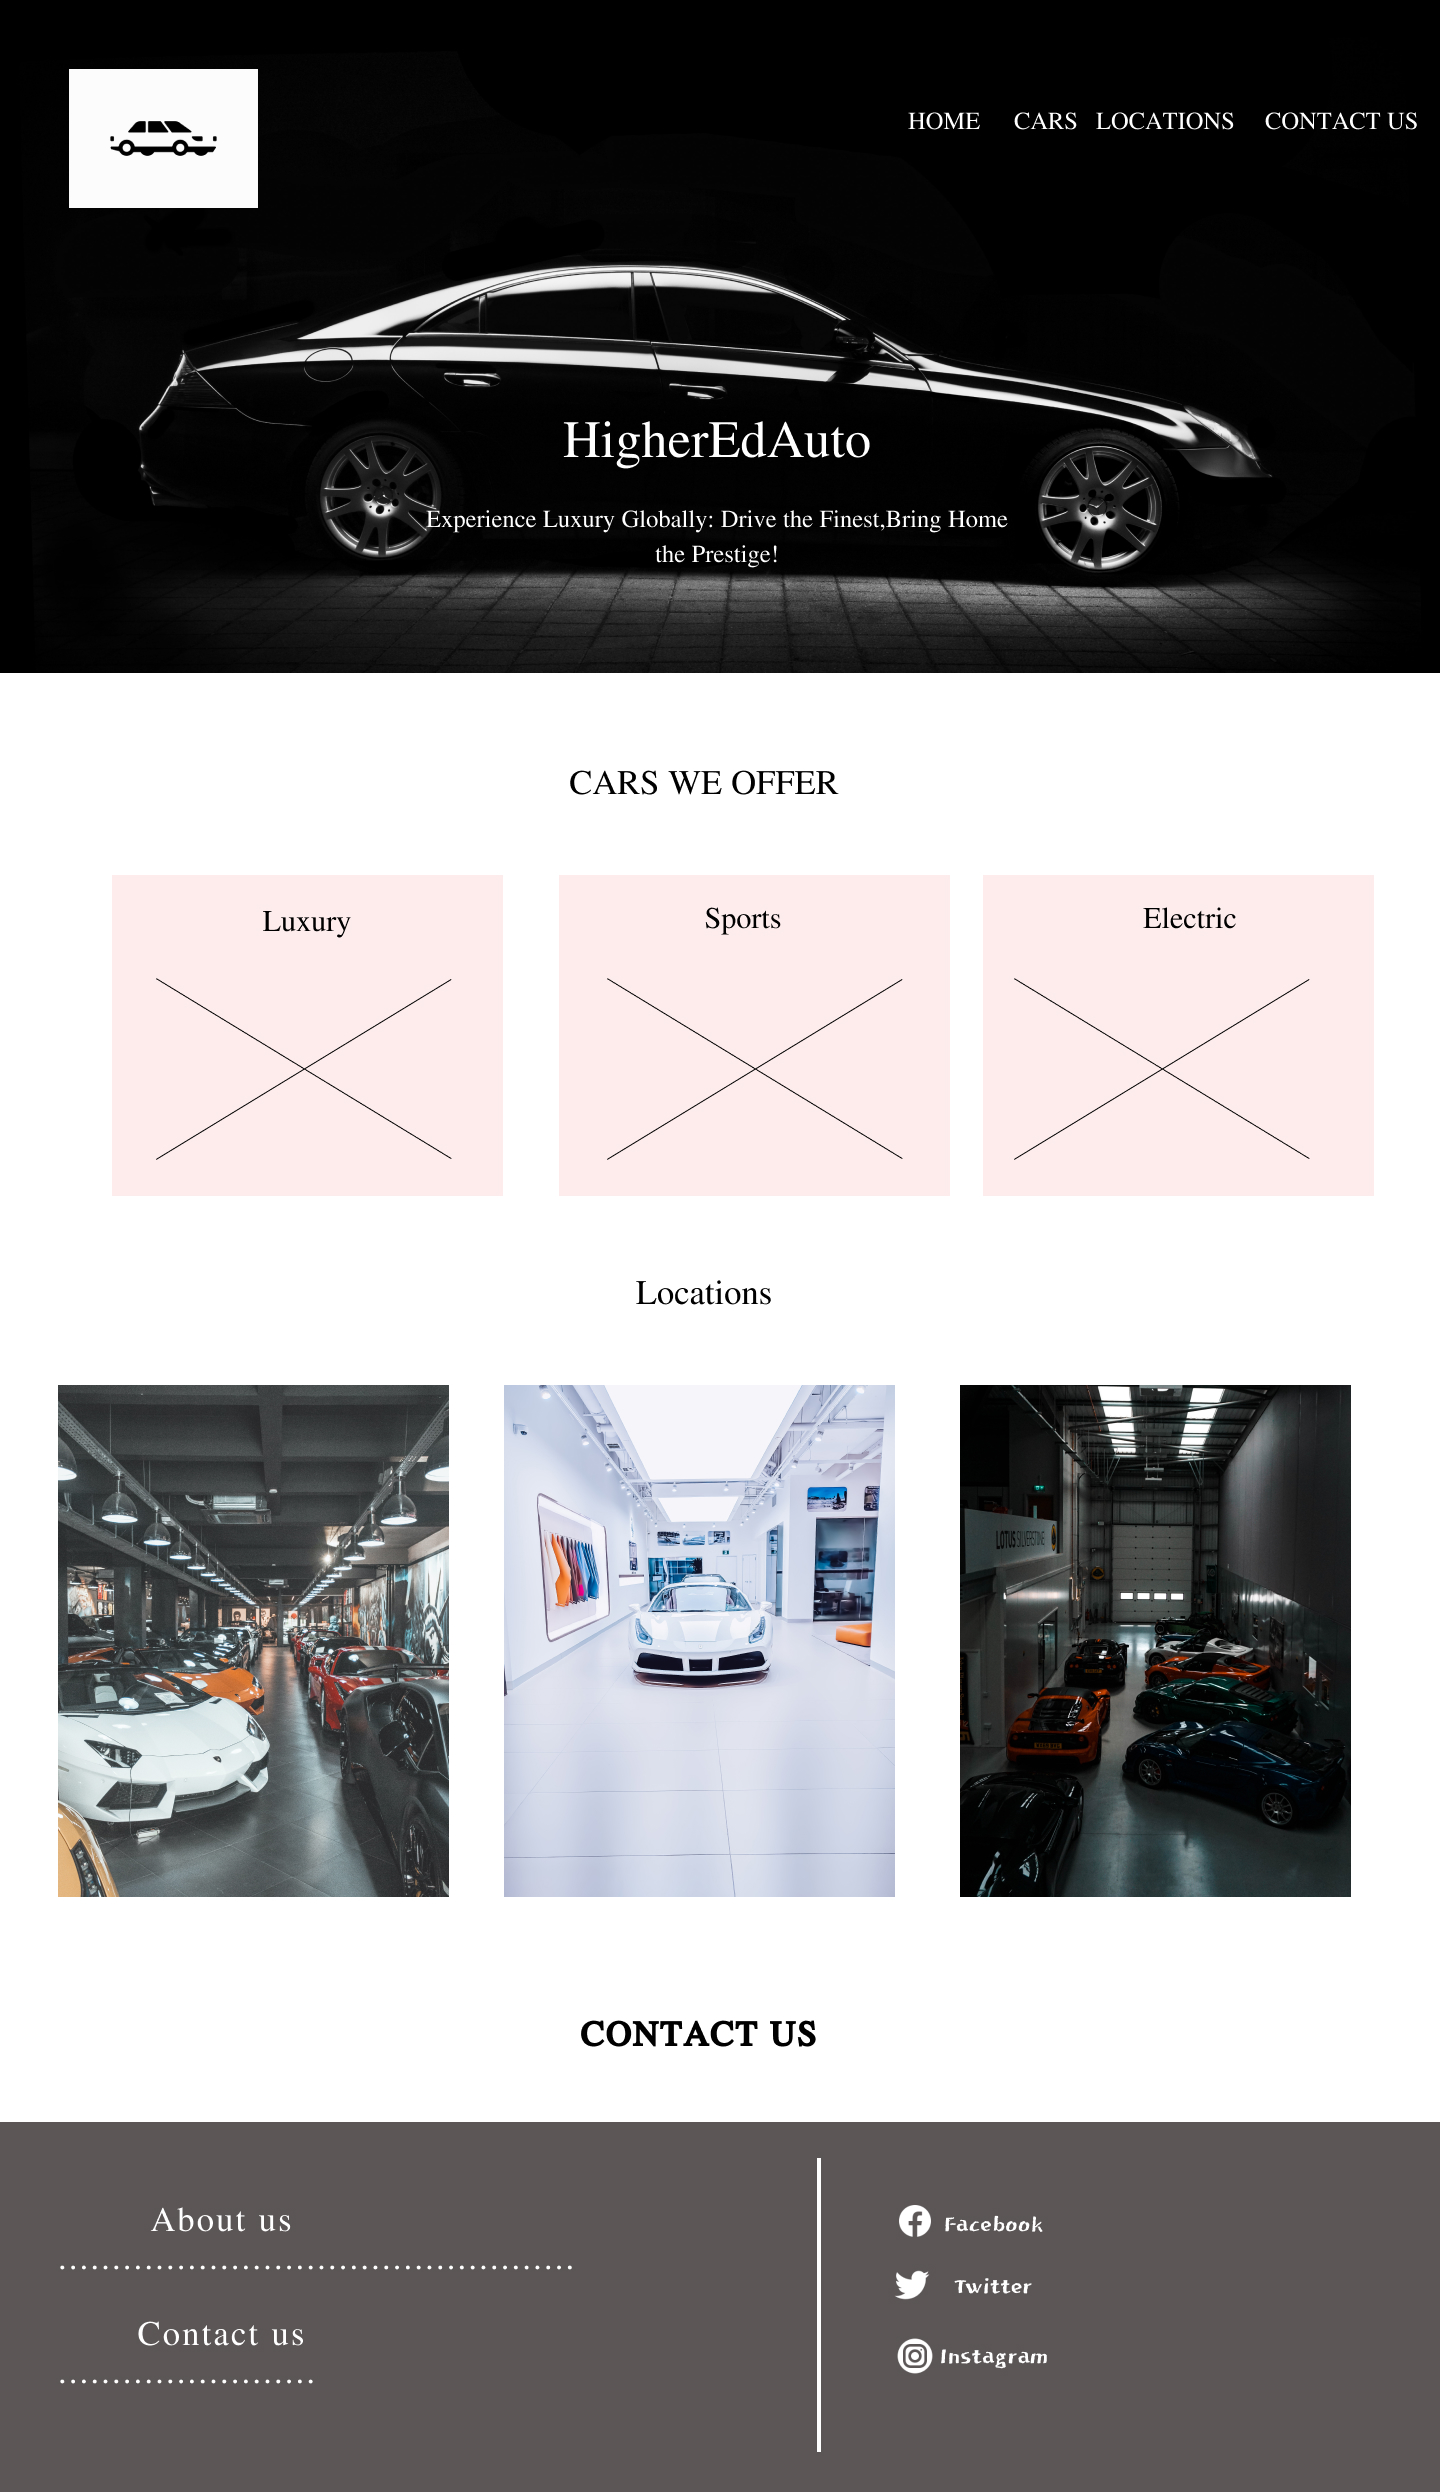 HOME CARS LOCATIONS CONTACT US
HigherEdAuto
Experience Luxury Globally: Drive the Finest,Bring Home
the Prestige!
CARS WE OFFER
Luxury
Sports
Electric
Locations
LOTUS SILVERSTONE
CONTACT US
About us
Contact us
Facebook
Twitter
Instagram